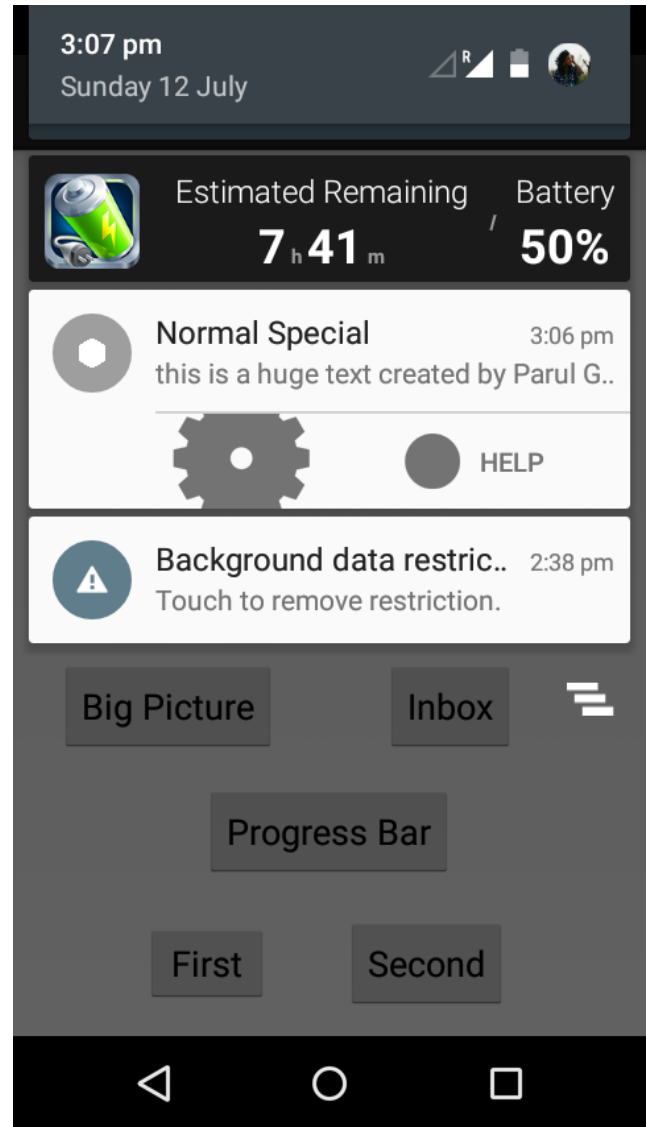 3:07 pm
Sunday 12 July
R
Estimated Remaining / Battery
7 h 41 m 50%
Normal Special 3:06 pm
this is a huge text created by Parul G..
HELP
Background data restric.. 2:38 pm
Touch to remove restriction.
Big Picture Inbox
Progress Bar
First Second